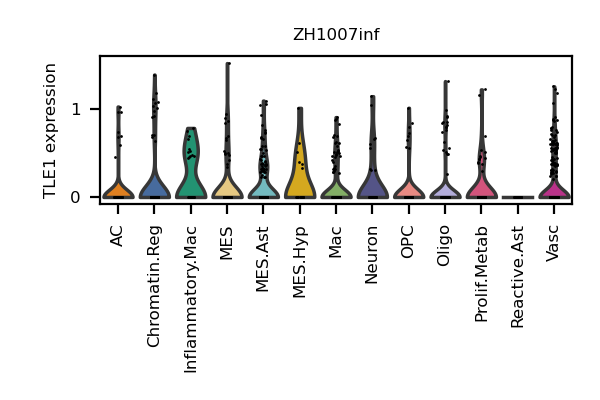 ZH1007inf
TLE1 expression
1
0
AC
Chromatin.Reg
Inflammatory.Mac
MES
MES.Ast
MES.Hyp
Mac
Neuron
OPC
Oligo
Prolif.Metab
Reactive.Ast
Vasc